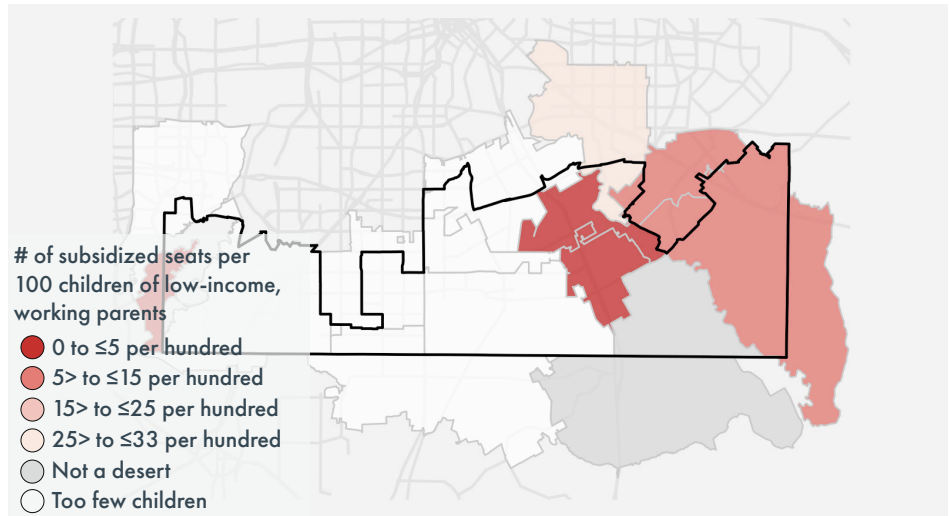 # of subsidized seats per
100 children of low-income,
working parents
0 to ≤5 per hundred
5> to ≤15 per hundred
15> to ≤25 per hundred
25> to ≤33 per hundred
Not a desert
Too few children